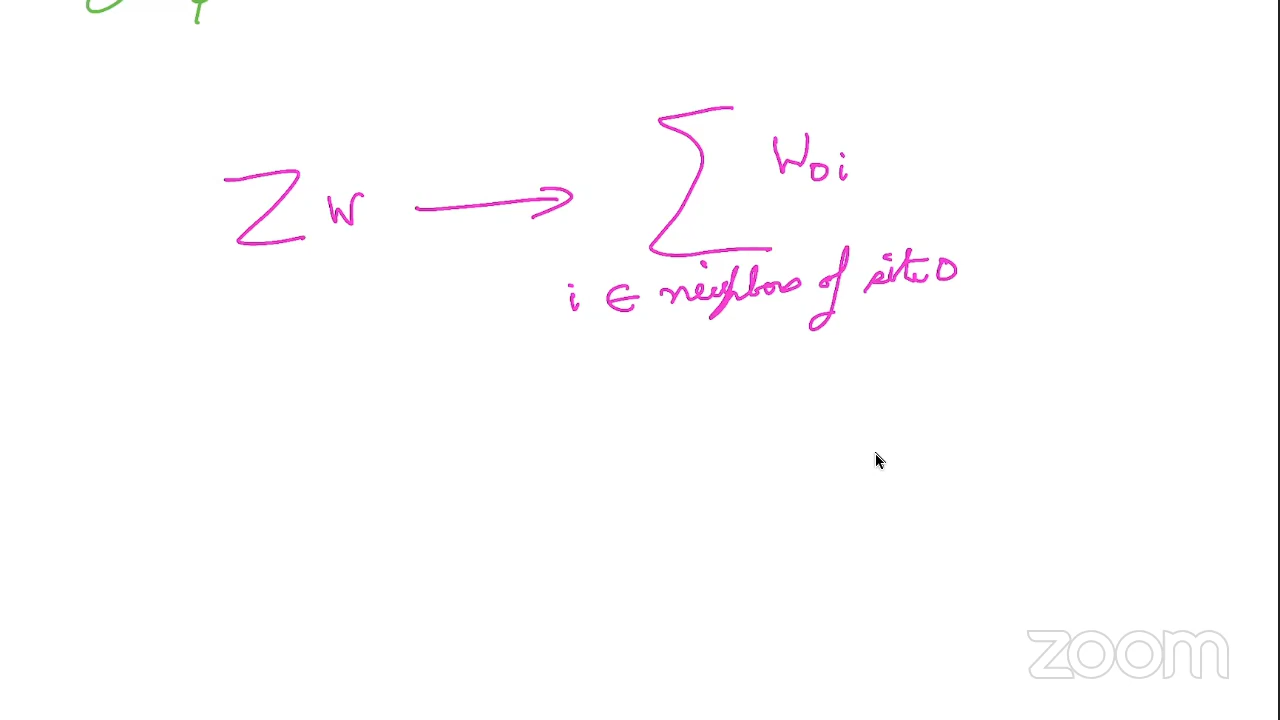 Z w → ∑ W₀ᵢ
i ∈ neighbors of site 0
zoom